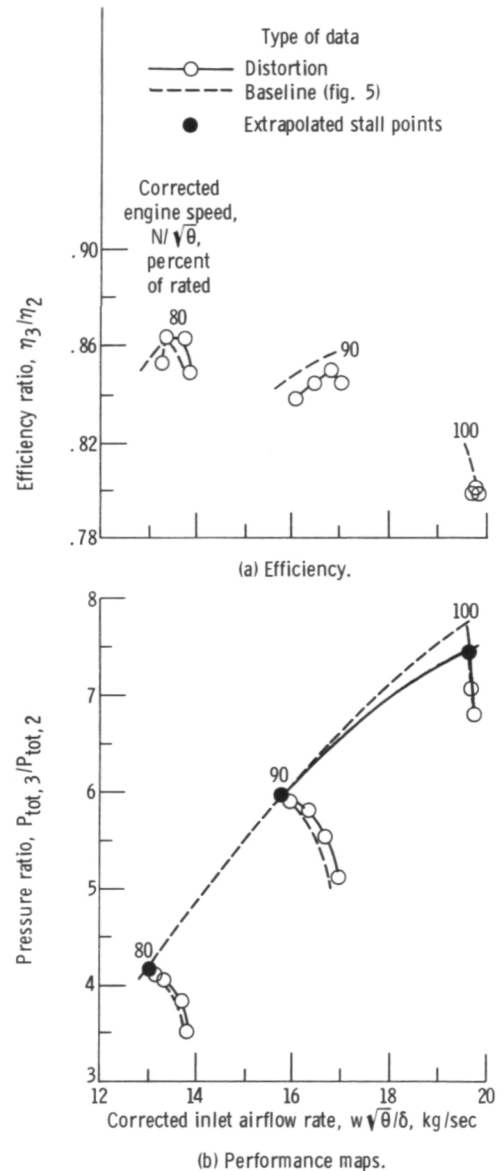 Type of data
Distortion
Baseline (fig. 5)
Extrapolated stall points
Corrected
engine speed,
N/√θ,
percent
of rated
80
90
100
.90
.86
.82
.78
Efficiency ratio, η3/η2
(a) Efficiency.
8
7
6
5
4
3
Pressure ratio, Ptot, 3/Ptot, 2
100
90
80
12
14
16
18
20
Corrected inlet airflow rate, w√θ/δ, kg/sec
(b) Performance maps.